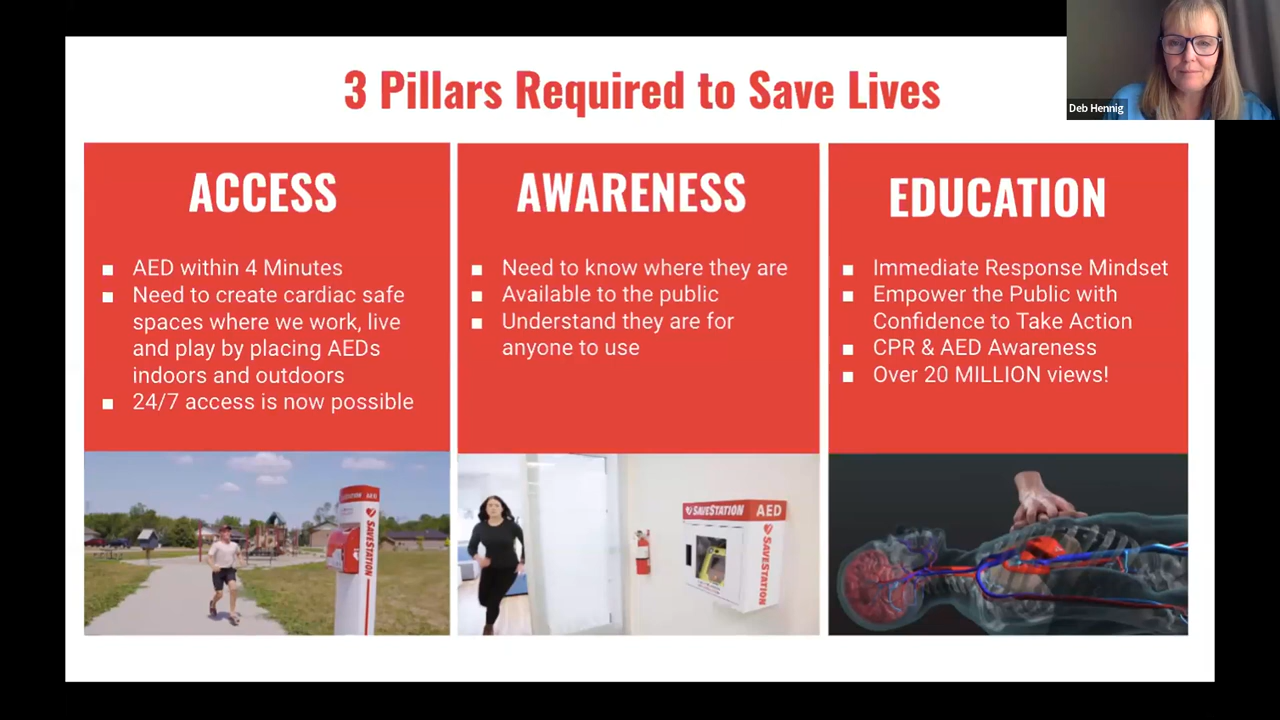 3 Pillars Required to Save Lives
Deb Hennig
ACCESS
■ AED within 4 Minutes
■ Need to create cardiac safe
spaces where we work, live
and play by placing AEDs
indoors and outdoors
■ 24/7 access is now possible
AWARENESS
■ Need to know where they are
■ Available to the public
■ Understand they are for
anyone to use
EDUCATION
■ Immediate Response Mindset
■ Empower the Public with
Confidence to Take Action
■ CPR & AED Awareness
■ Over 20 MILLION views!
AED
SAVESTATION
SAVESTATION AED
SAVESTATION